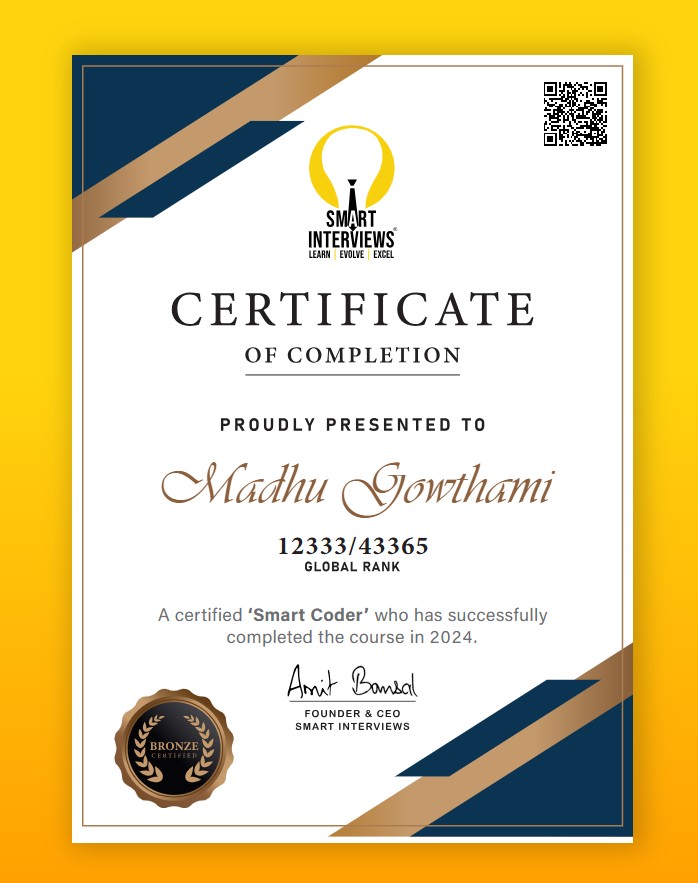 SMART
INTERVIEWS®
LEARN | EVOLVE | EXCEL
CERTIFICATE
OF COMPLETION
PROUDLY PRESENTED TO
Madhu Gowthami
12333/43365
GLOBAL RANK
A certified ‘Smart Coder’ who has successfully
completed the course in 2024.
Amit Bansal
FOUNDER & CEO
SMART INTERVIEWS
BRONZE
CERTIFIED